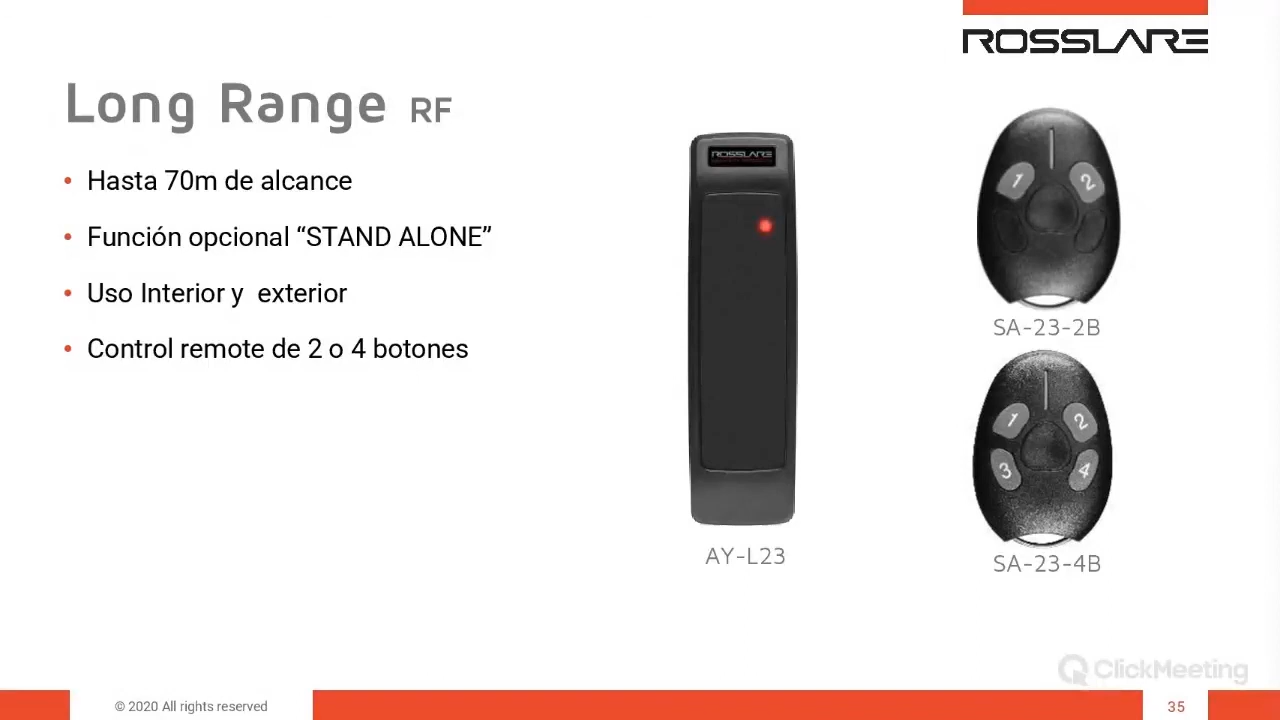 ROSSLARE
Long Range RF
• Hasta 70m de alcance
• Función opcional “STAND ALONE”
• Uso Interior y  exterior
• Control remote de 2 o 4 botones
ROSSLARE
AY-L23
1 2
SA-23-2B
1 2
3 4
SA-23-4B
ClickMeeting
© 2020 All rights reserved
35